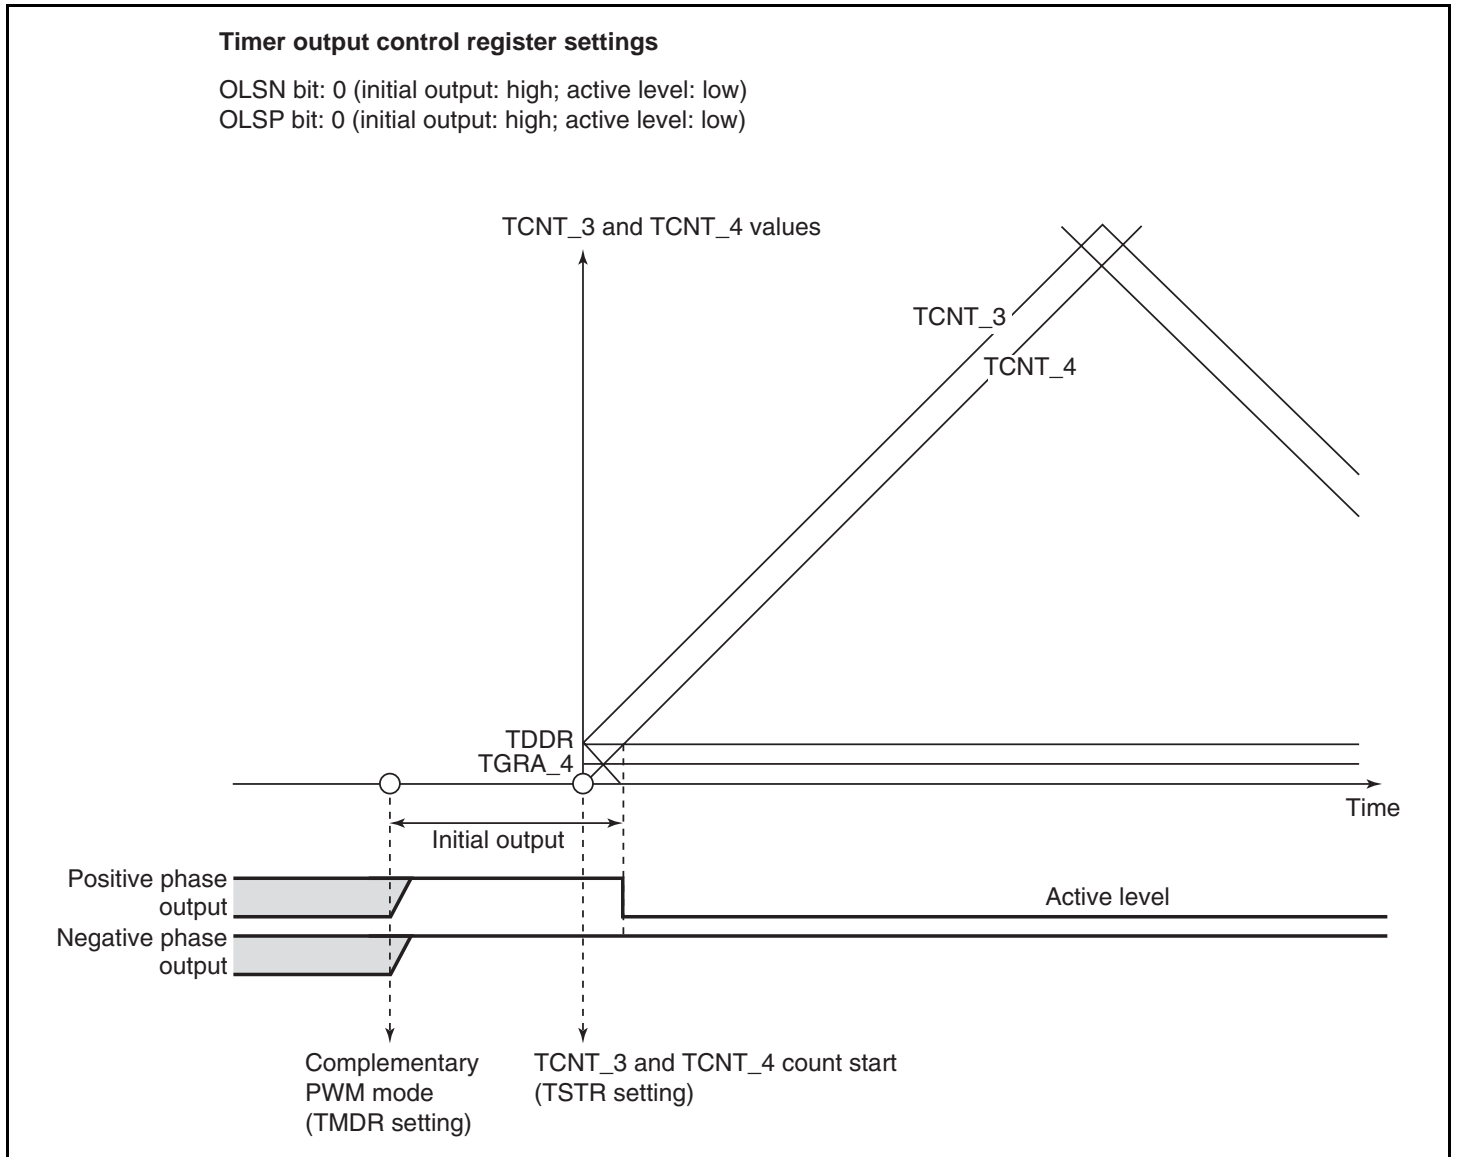 Timer output control register settings
OLSN bit: 0 (initial output: high; active level: low)
OLSP bit: 0 (initial output: high; active level: low)
TCNT_3 and TCNT_4 values
TCNT_3
TCNT_4
TDDR
TGRA_4
Time
Initial output
Positive phase
output
Active level
Negative phase
output
Complementary
PWM mode
(TMDR setting)
TCNT_3 and TCNT_4 count start
(TSTR setting)